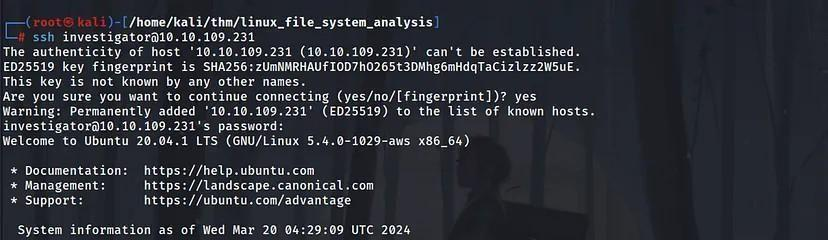 ┌──(root㉿kali)-[/home/kali/thm/linux_file_system_analysis]
└─# ssh investigator@10.10.109.231
The authenticity of host '10.10.109.231 (10.10.109.231)' can't be established.
ED25519 key fingerprint is SHA256:zUmNMRHAUfIOD7hO265t3DMhg6mHdqTaCizlzz2W5uE.
This key is not known by any other names.
Are you sure you want to continue connecting (yes/no/[fingerprint])? yes
Warning: Permanently added '10.10.109.231' (ED25519) to the list of known hosts.
investigator@10.10.109.231's password:
Welcome to Ubuntu 20.04.1 LTS (GNU/Linux 5.4.0-1029-aws x86_64)
* Documentation: https://help.ubuntu.com
* Management: https://landscape.canonical.com
* Support: https://ubuntu.com/advantage
System information as of Wed Mar 20 04:29:09 UTC 2024